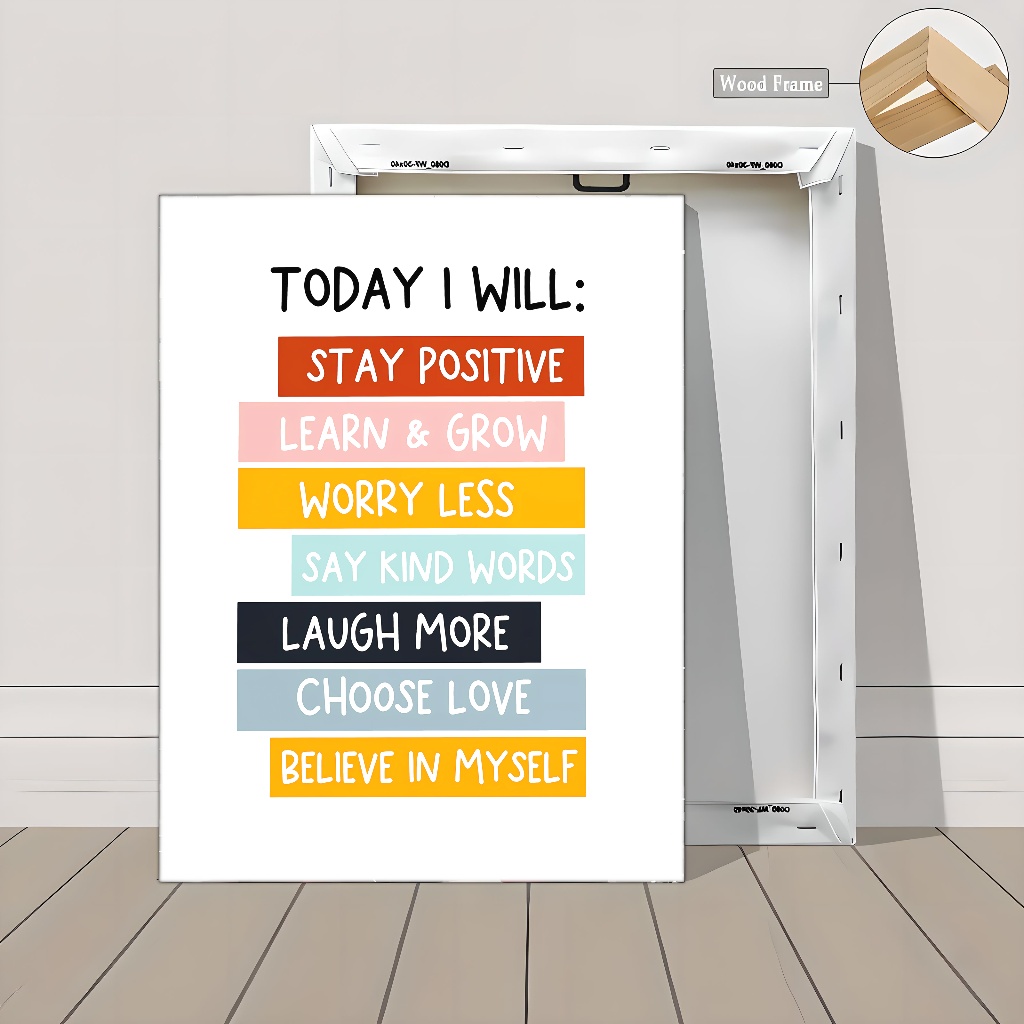 Wood Frame
TODAY I WILL:
STAY POSITIVE
LEARN & GROW
WORRY LESS
SAY KIND WORDS
LAUGH MORE
CHOOSE LOVE
BELIEVE IN MYSELF